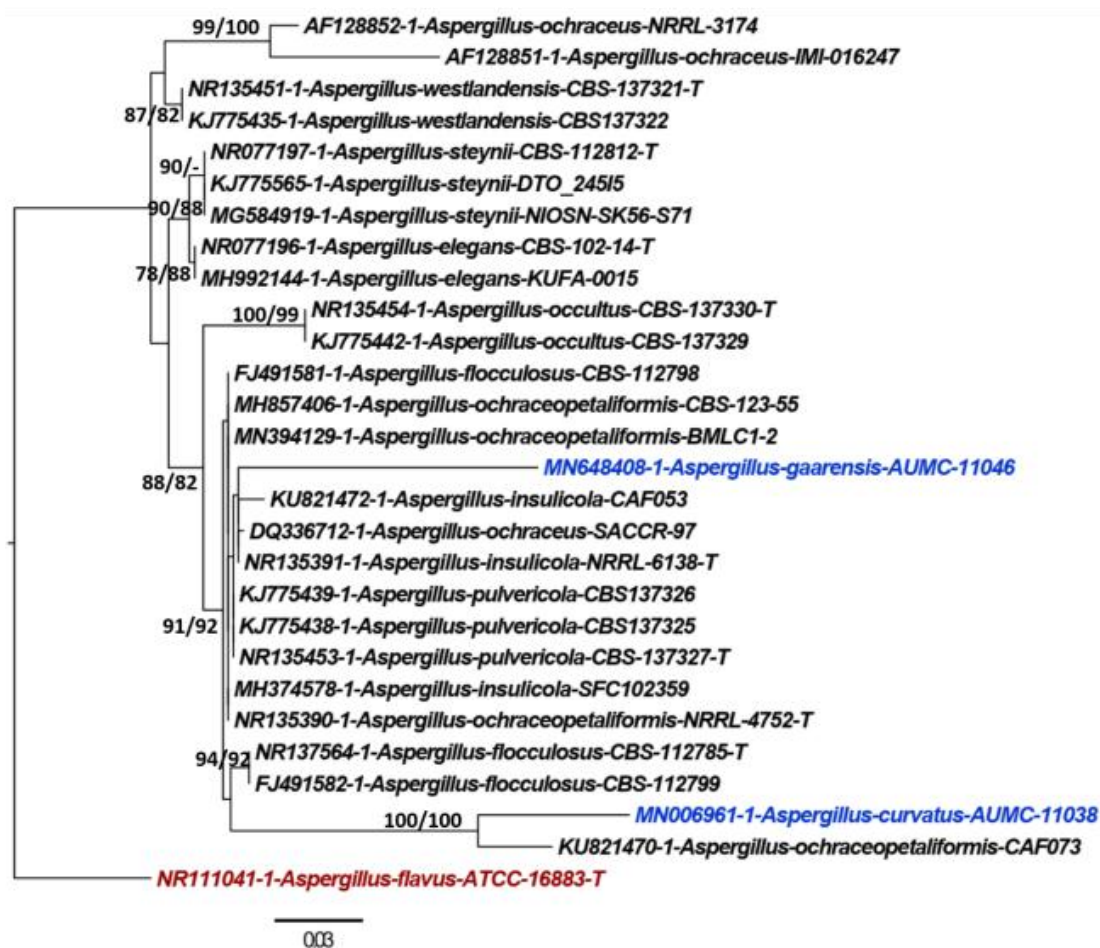 99/100
AF128852-1-Aspergillus-ochraceus-NRRL-3174
AF128851-1-Aspergillus-ochraceus-IMI-016247
NR135451-1-Aspergillus-westlandensis-CBS-137321-T
87/82
KJ775435-1-Aspergillus-westlandensis-CBS137322
NR077197-1-Aspergillus-steynii-CBS-112812-T
90/-
KJ775565-1-Aspergillus-steynii-DTO_245I5
90/88
MG584919-1-Aspergillus-steynii-NIOSN-SK56-S71
NR077196-1-Aspergillus-elegans-CBS-102-14-T
78/88
MH992144-1-Aspergillus-elegans-KUFA-0015
NR135454-1-Aspergillus-occultus-CBS-137330-T
100/99
KJ775442-1-Aspergillus-occultus-CBS-137329
FJ491581-1-Aspergillus-flocculosus-CBS-112798
MH857406-1-Aspergillus-ochraceopetaliformis-CBS-123-55
MN394129-1-Aspergillus-ochraceopetaliformis-BMLC1-2
MN648408-1-Aspergillus-gaarensis-AUMC-11046
88/82
KU821472-1-Aspergillus-insulicola-CAF053
DQ336712-1-Aspergillus-ochraceus-SACCR-97
NR135391-1-Aspergillus-insulicola-NRRL-6138-T
KJ775439-1-Aspergillus-pulvericola-CBS137326
91/92
KJ775438-1-Aspergillus-pulvericola-CBS137325
NR135453-1-Aspergillus-pulvericola-CBS-137327-T
MH374578-1-Aspergillus-insulicola-SFC102359
NR135390-1-Aspergillus-ochraceopetaliformis-NRRL-4752-T
94/92
NR137564-1-Aspergillus-flocculosus-CBS-112785-T
FJ491582-1-Aspergillus-flocculosus-CBS-112799
100/100
MN006961-1-Aspergillus-curvatus-AUMC-11038
KU821470-1-Aspergillus-ochraceopetaliformis-CAF073
NR111041-1-Aspergillus-flavus-ATCC-16883-T
0.03